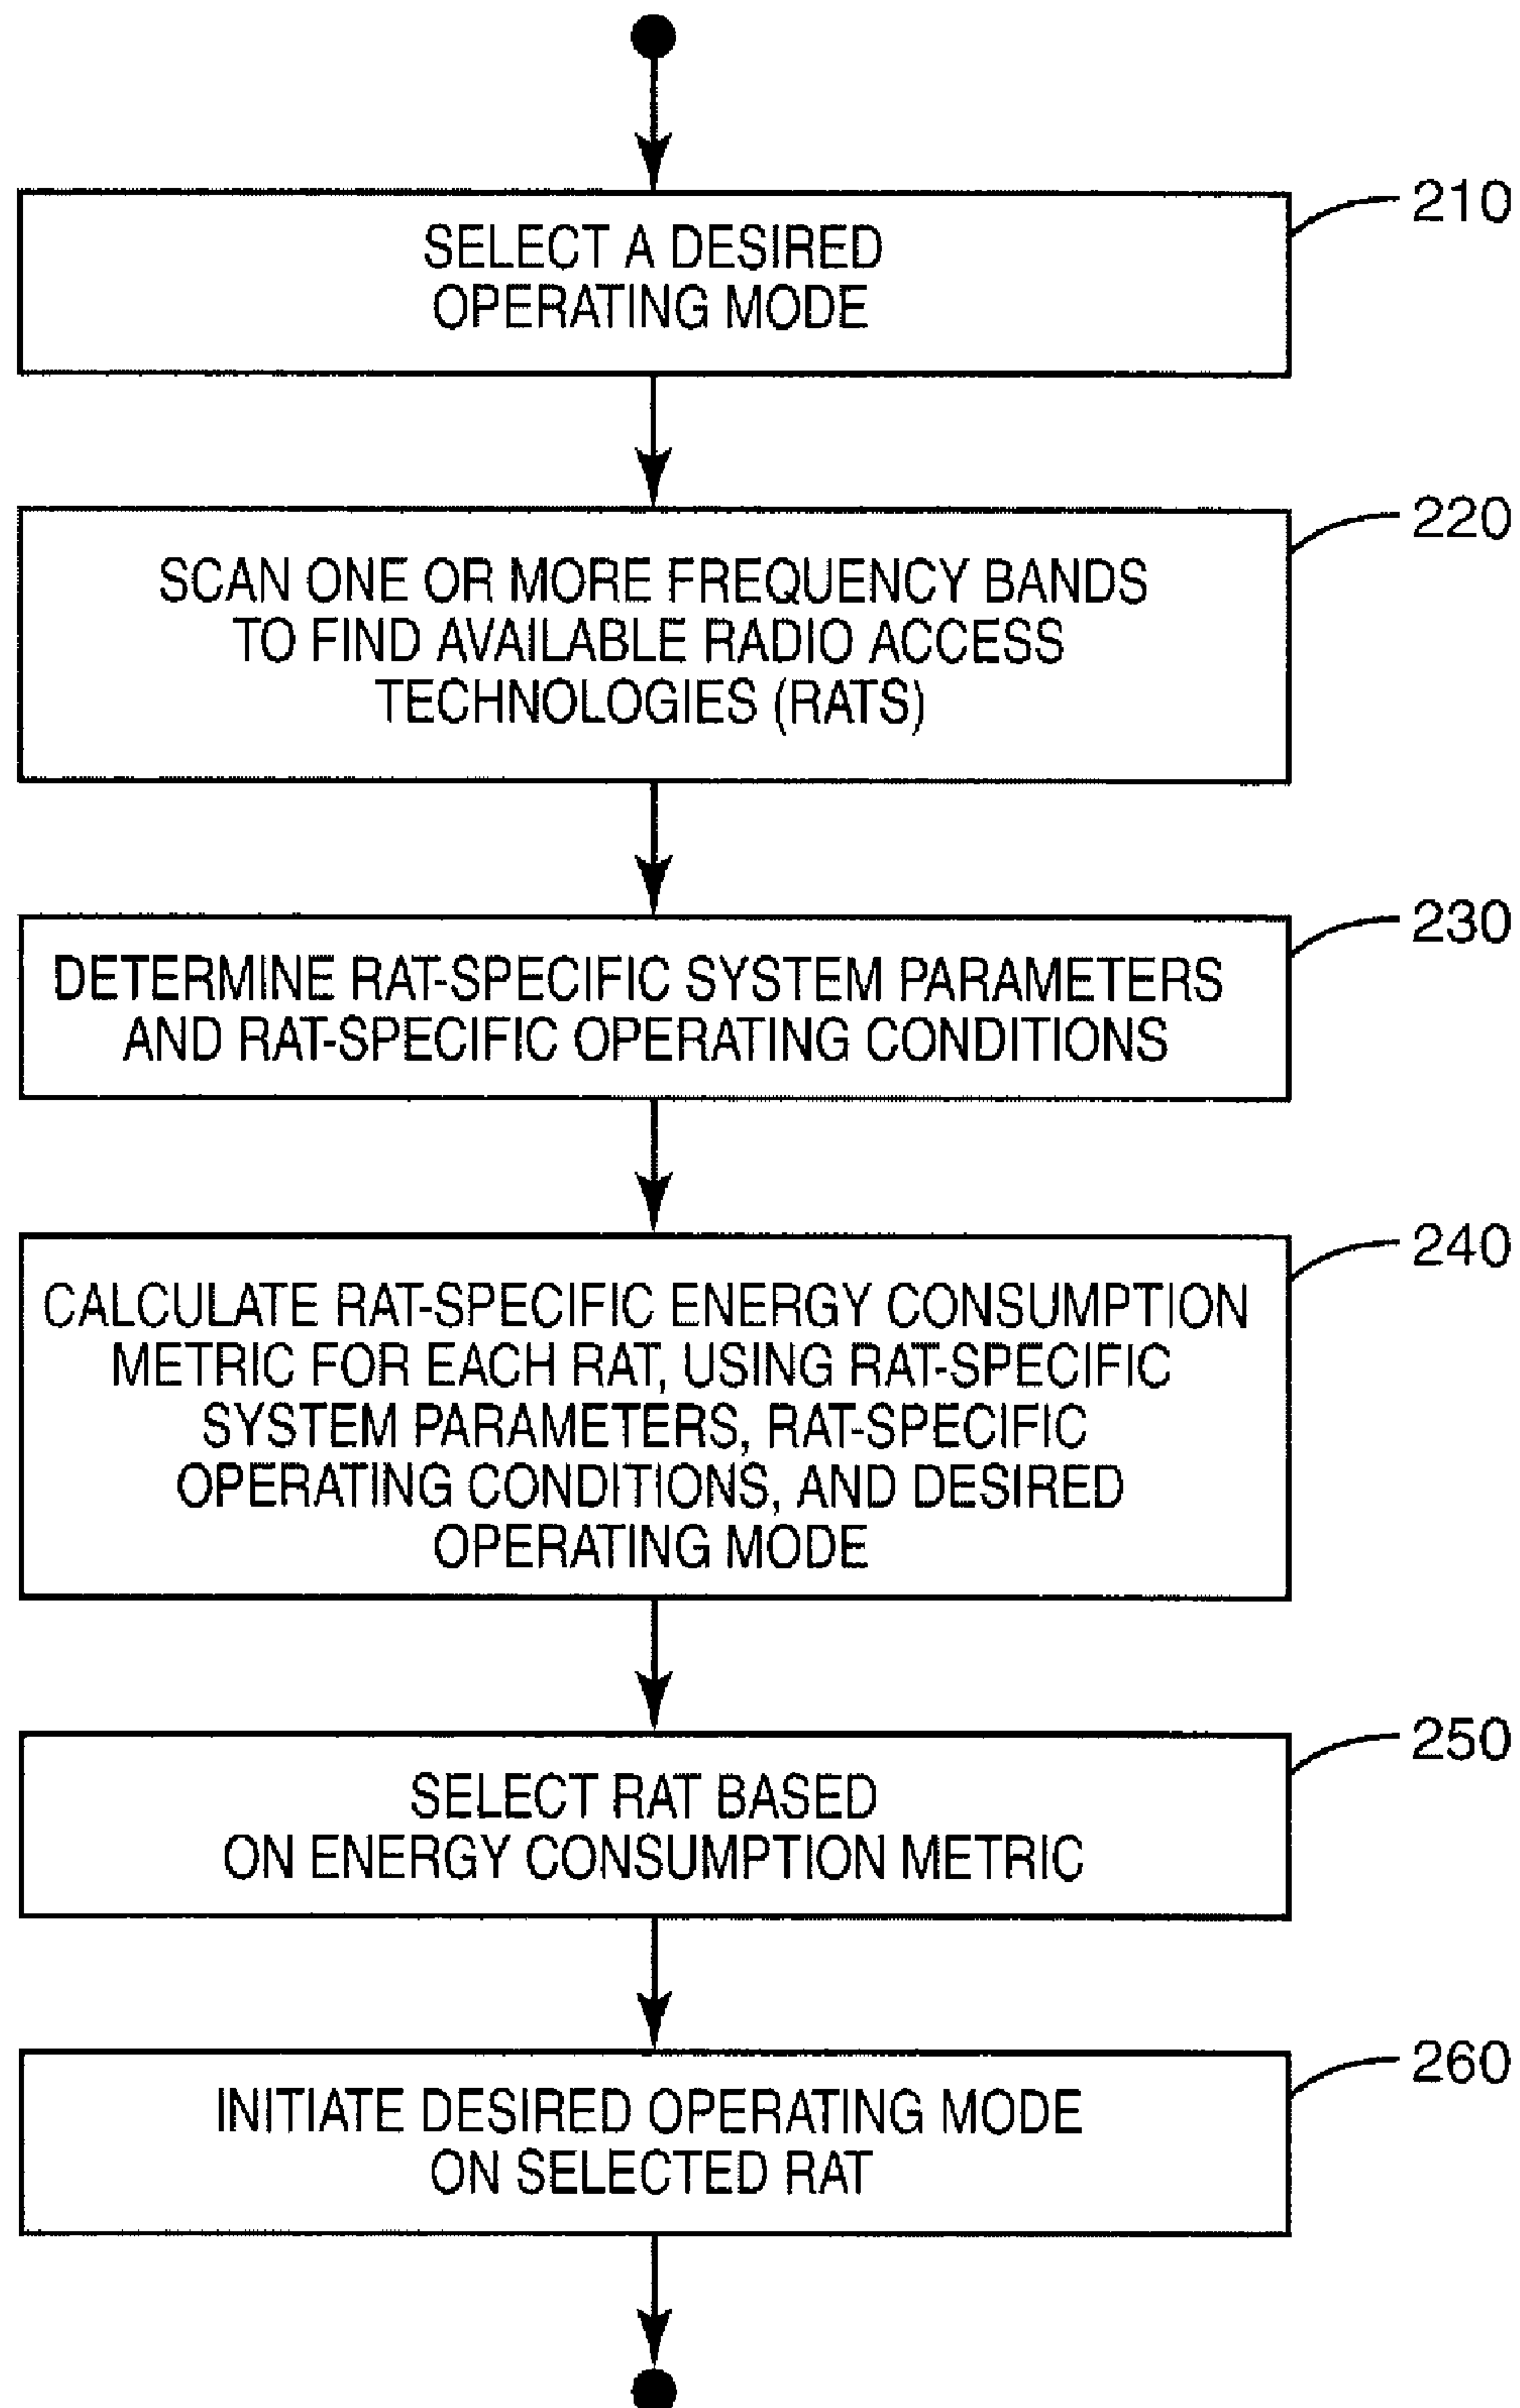 210
SELECT A DESIRED
OPERATING MODE
220
SCAN ONE OR MORE FREQUENCY BANDS
TO FIND AVAILABLE RADIO ACCESS
TECHNOLOGIES (RATS)
230
DETERMINE RAT-SPECIFIC SYSTEM PARAMETERS
AND RAT-SPECIFIC OPERATING CONDITIONS
240
CALCULATE RAT-SPECIFIC ENERGY CONSUMPTION
METRIC FOR EACH RAT, USING RAT-SPECIFIC
SYSTEM PARAMETERS, RAT-SPECIFIC
OPERATING CONDITIONS, AND DESIRED
OPERATING MODE
250
SELECT RAT BASED
ON ENERGY CONSUMPTION METRIC
260
INITIATE DESIRED OPERATING MODE
ON SELECTED RAT